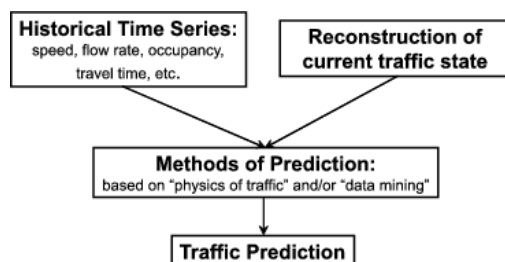 Historical Time Series:
speed, flow rate, occupancy,
travel time, etc.
Reconstruction of
current traffic state
Methods of Prediction:
based on “physics of traffic” and/or “data mining”
Traffic Prediction